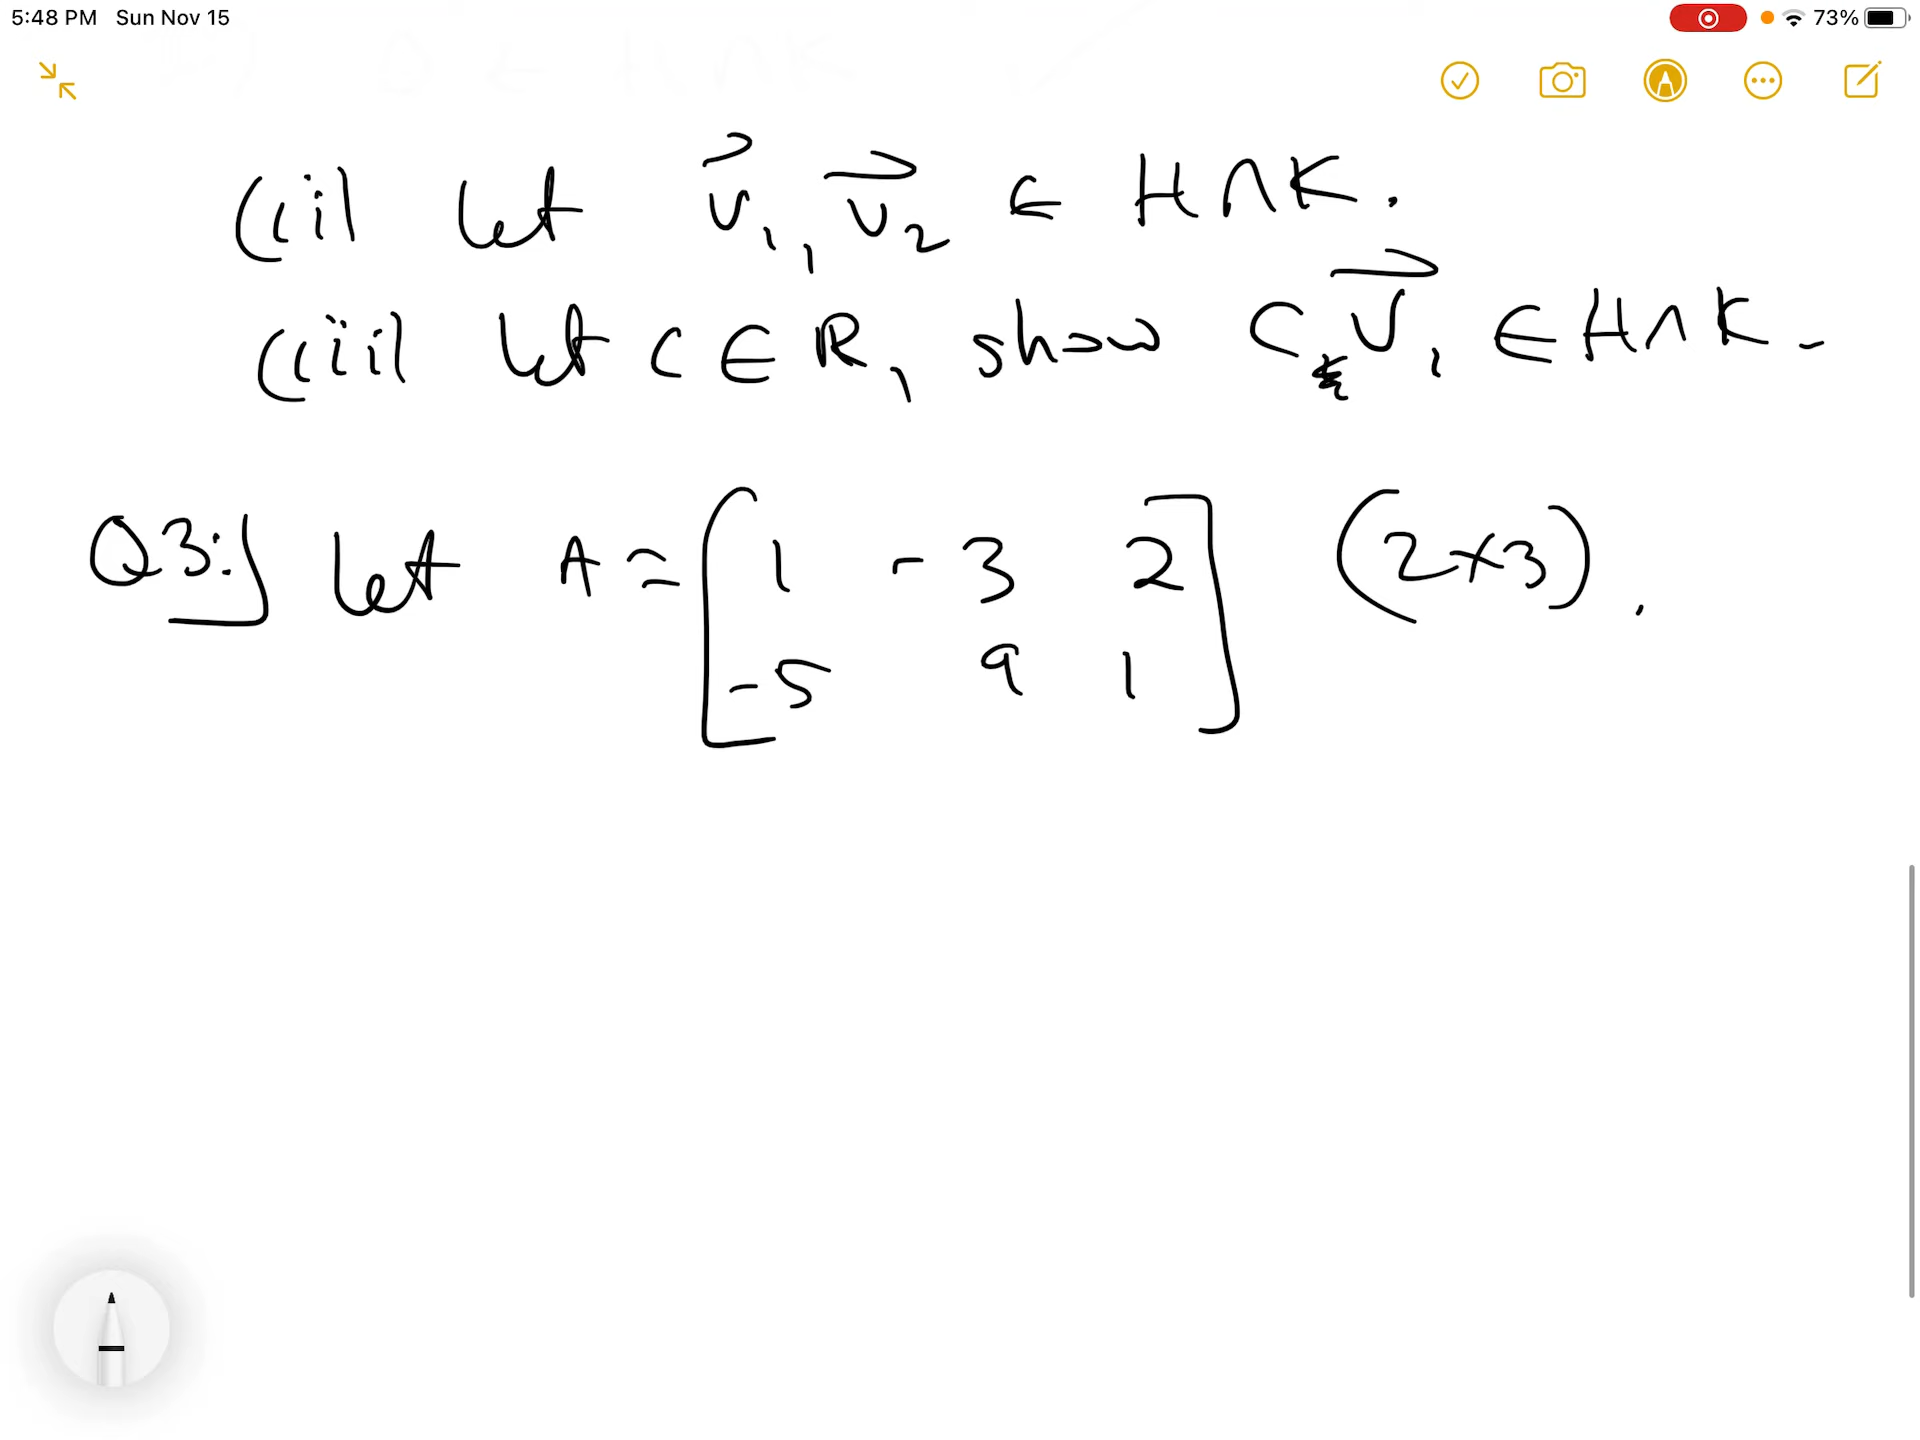 5:48 PM Sun Nov 15 73%
(ii) let v⃗₁, v⃗₂ ∈ H∩K.
(iii) let c ∈ ℝ, show c v⃗₁ ∈ H∩K.
Q3:) let A = [ 1 -3 2 (2×3).
-5 9 1 ]